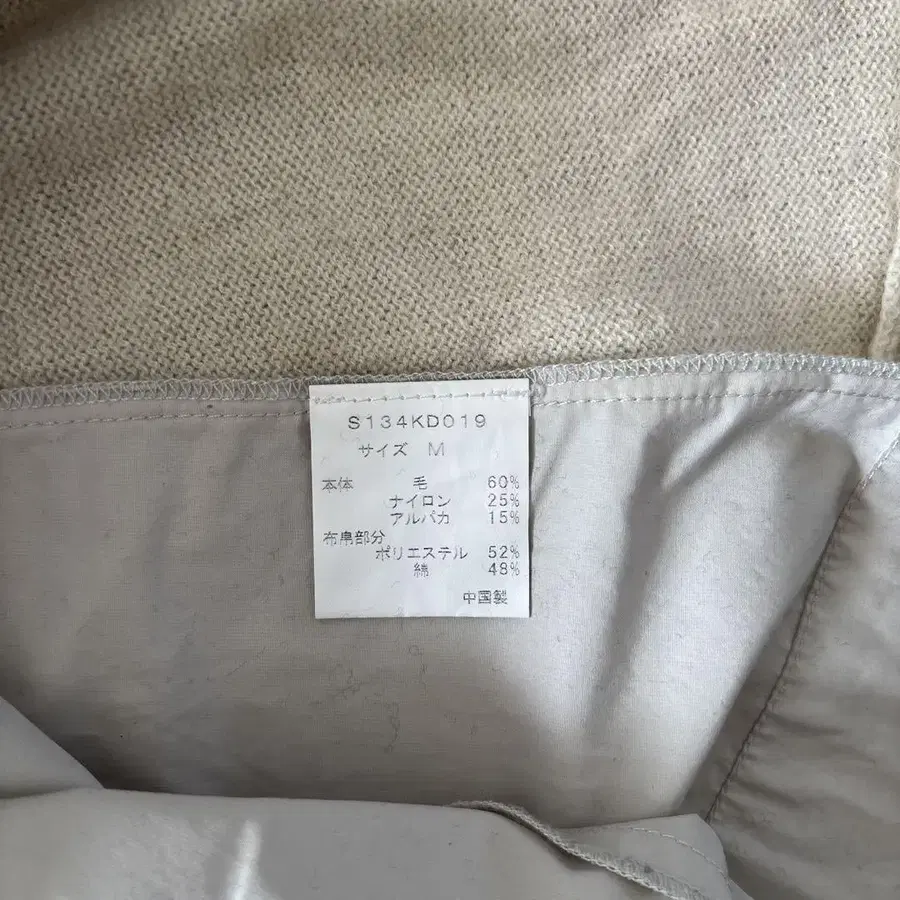 S134KD019
サイズ M
本体 毛 60%
ナイロン 25%
アルパカ 15%
布帛部分
ポリエステル 52%
綿 48%
中国製